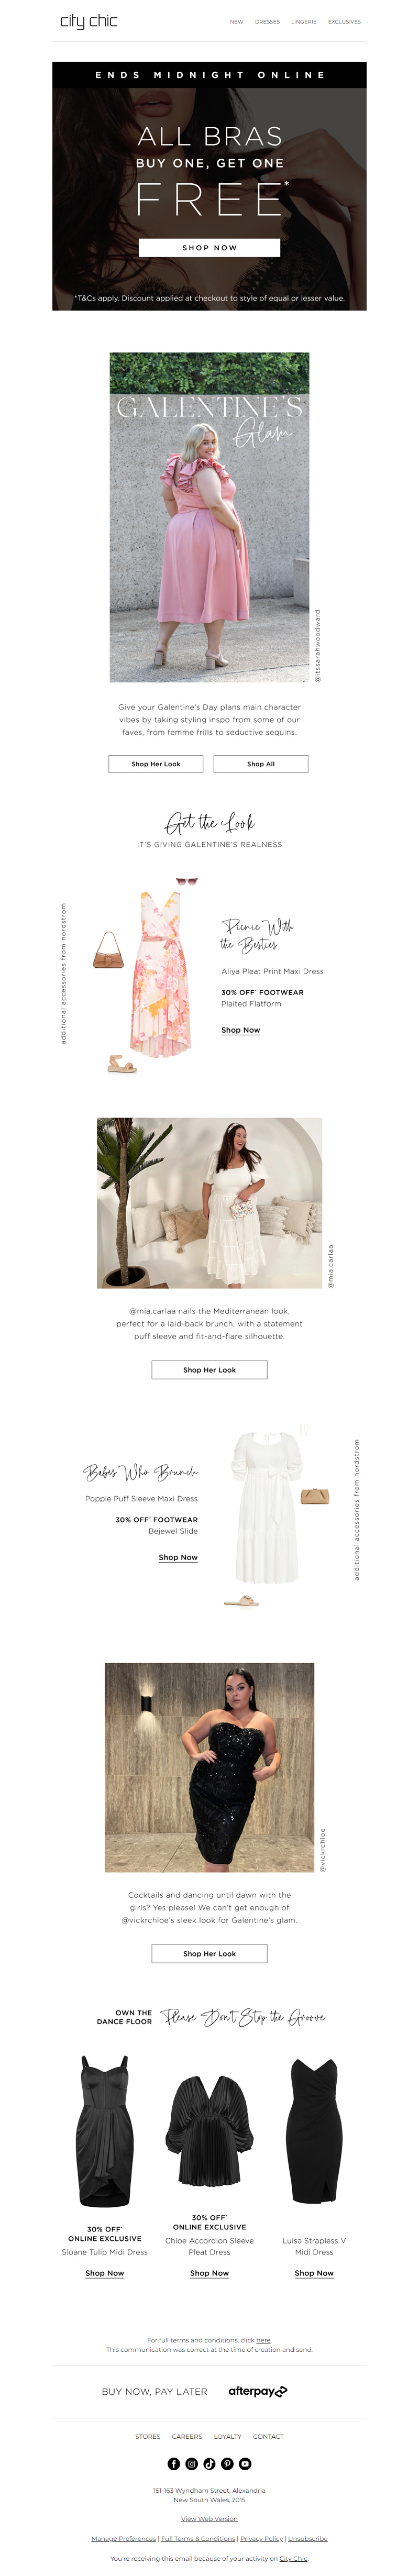 city chic
NEW DRESSES LINGERIE EXCLUSIVES
ENDS MIDNIGHT ONLINE
ALL BRAS
BUY ONE, GET ONE
FREE*
SHOP NOW
*T&Cs apply. Discount applied at checkout to style of equal or lesser value.
GALENTINE'S
Glam
@itssarahwoodward
Give your Galentine's Day plans main character
vibes by taking styling inspo from some of our
faves, from femme frills to seductive sequins.
Shop Her Look
Shop All
Get the Look
IT'S GIVING GALENTINE'S REALNESS
additional accessories from nordstrom
Picnic With
the Besties
Aliya Pleat Print Maxi Dress
30% OFF* FOOTWEAR
Plaited Flatform
Shop Now
@mia.carlaa
@mia.carlaa nails the Mediterranean look,
perfect for a laid-back brunch, with a statement
puff sleeve and fit-and-flare silhouette.
Shop Her Look
Babes Who Brunch
Poppie Puff Sleeve Maxi Dress
30% OFF* FOOTWEAR
Bejewel Slide
Shop Now
additional accessories from nordstrom
@vickrchloe
Cocktails and dancing until dawn with the
girls? Yes please! We can't get enough of
@vickrchloe's sleek look for Galentine's glam.
Shop Her Look
OWN THE
DANCE FLOOR
Please Don't Stop the Groove
30% OFF*
ONLINE EXCLUSIVE
Sloane Tulip Midi Dress
Shop Now
30% OFF*
ONLINE EXCLUSIVE
Chloe Accordion Sleeve
Pleat Dress
Shop Now
Luisa Strapless V
Midi Dress
Shop Now
For full terms and conditions, click here.
This communication was correct at the time of creation and send.
BUY NOW, PAY LATER
afterpay
STORES CAREERS LOYALTY CONTACT
151-163 Wyndham Street, Alexandria
New South Wales, 2015
View Web Version
Manage Preferences | Full Terms & Conditions | Privacy Policy | Unsubscribe
You're receiving this email because of your activity on City Chic.